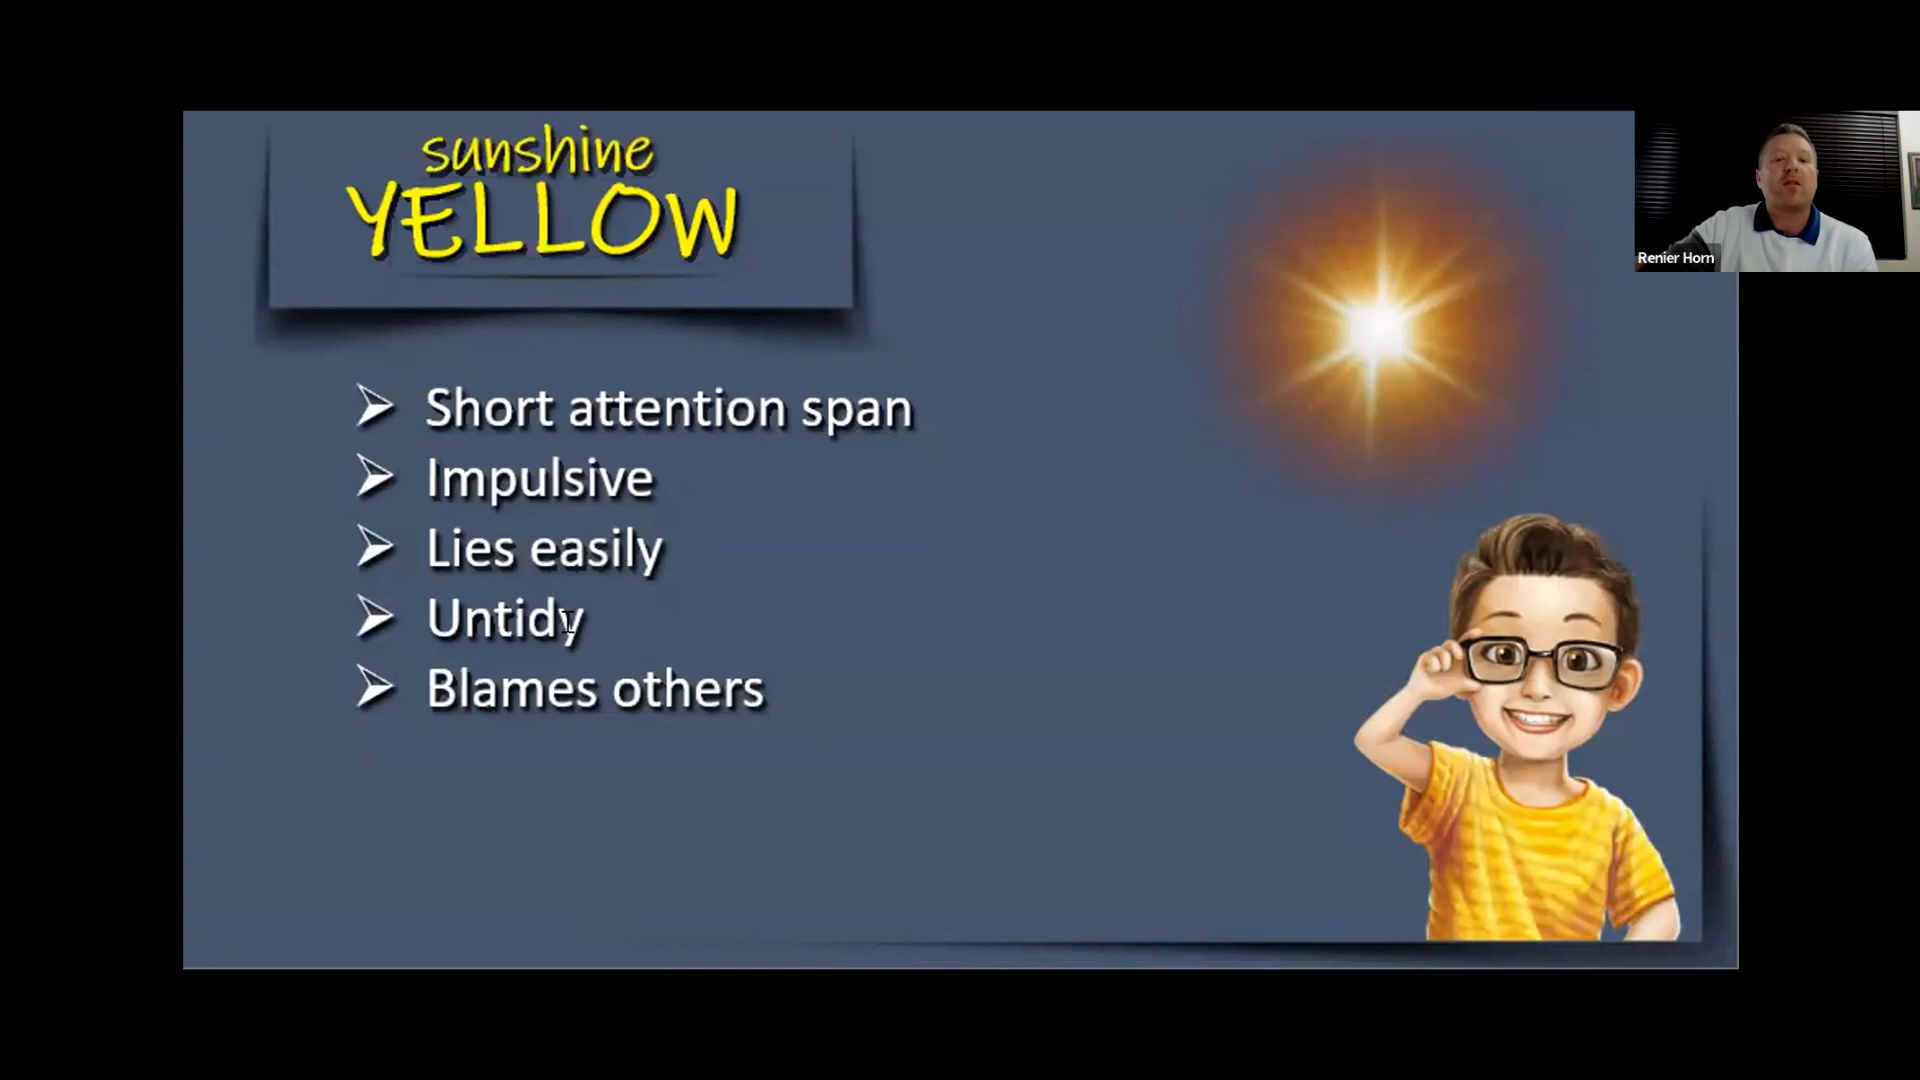 sunshine
YELLOW
Short attention span
Impulsive
Lies easily
Untidy
Blames others
Renier Horn